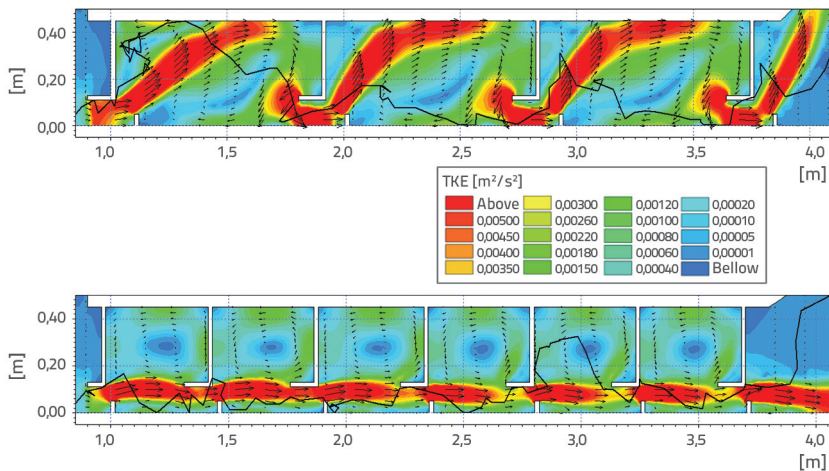 0,40
[m]
0,20
0,00
1,0 1,5 2,0 2,5 3,0 3,5 4,0
[m]
TKE [m²/s²]
Above 0,00300 0,00120 0,00020
0,00500 0,00260 0,00100 0,00010
0,00450 0,00220 0,00080 0,00005
0,00400 0,00180 0,00060 0,00001
0,00350 0,00150 0,00040 Bellow
0,40
0,20
[m]
0,00
1,0 1,5 2,0 2,5 3,0 3,5 4,0
[m]